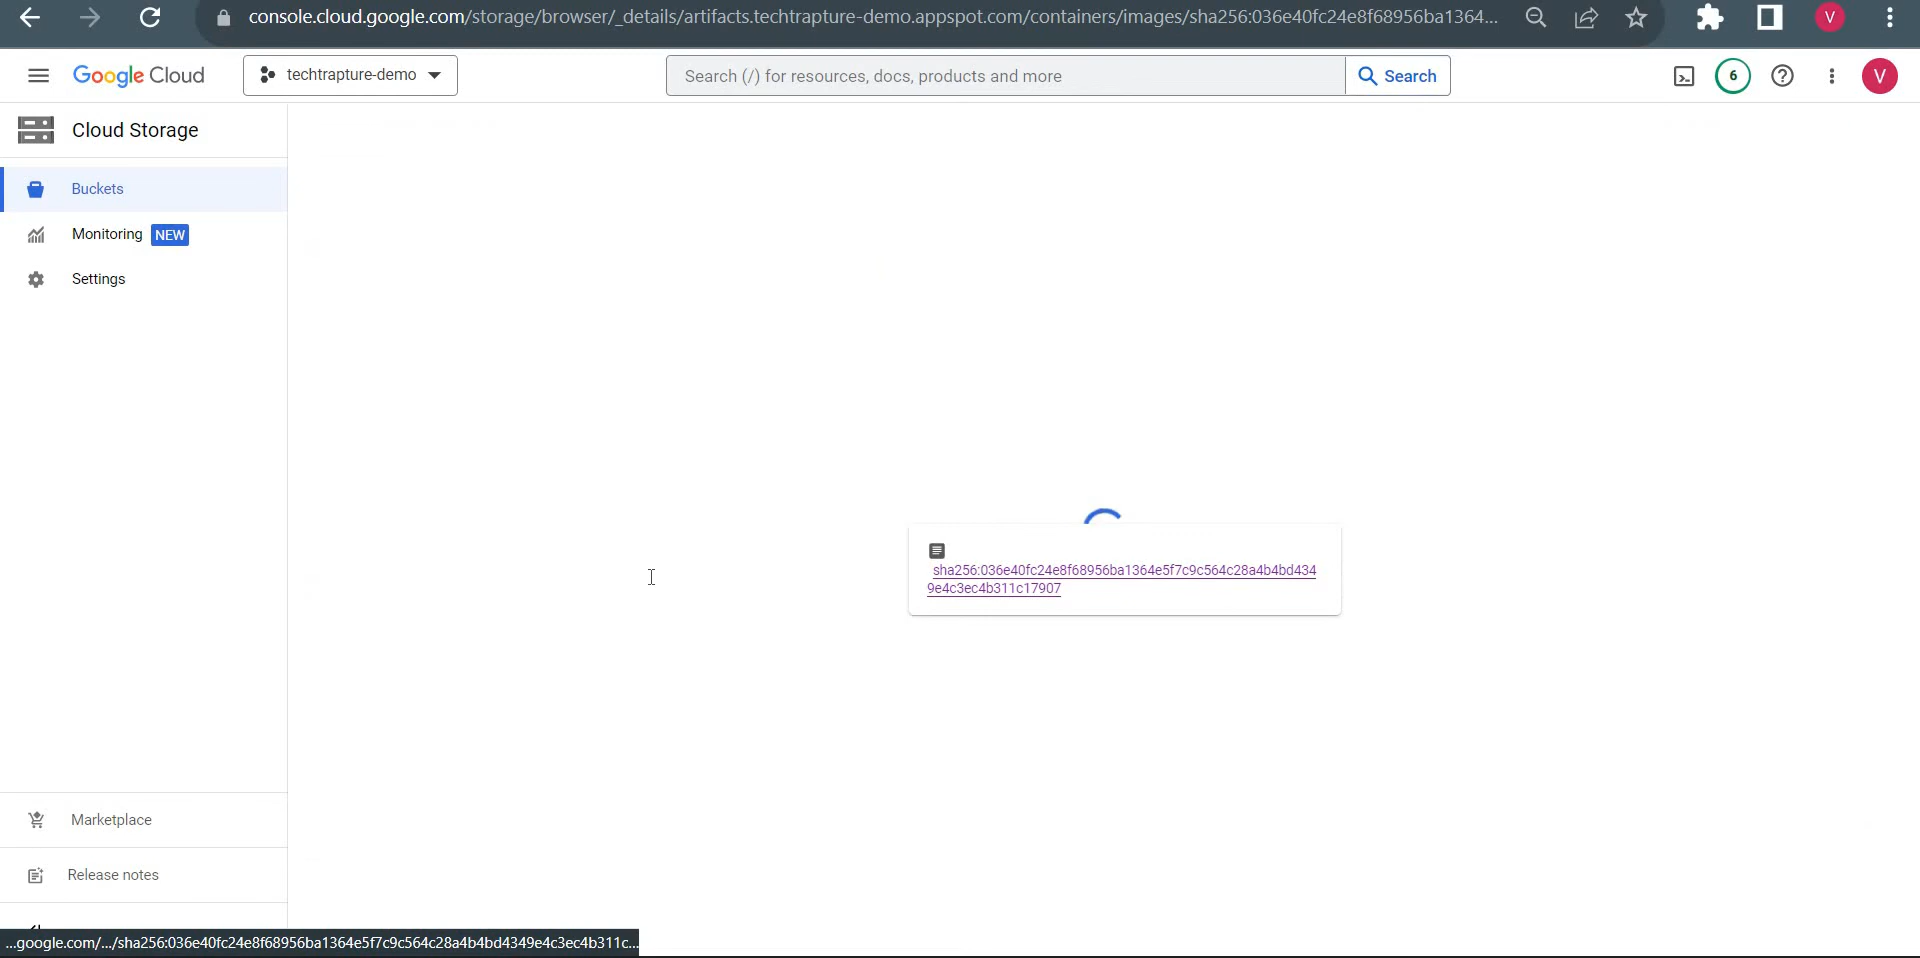 console.cloud.google.com/storage/browser/_details/artifacts.techtrapture-demo.appspot.com/containers/images/sha256:036e40fc24e8f68956ba1364...
V
Google Cloud
techtrapture-demo
Search (/) for resources, docs, products and more
Search
6
V
Cloud Storage
Buckets
Monitoring NEW
Settings
sha256:036e40fc24e8f68956ba1364e5f7c9c564c28a4b4bd434
9e4c3ec4b311c17907
Marketplace
Release notes
...google.com/.../sha256:036e40fc24e8f68956ba1364e5f7c9c564c28a4b4bd4349e4c3ec4b311c...